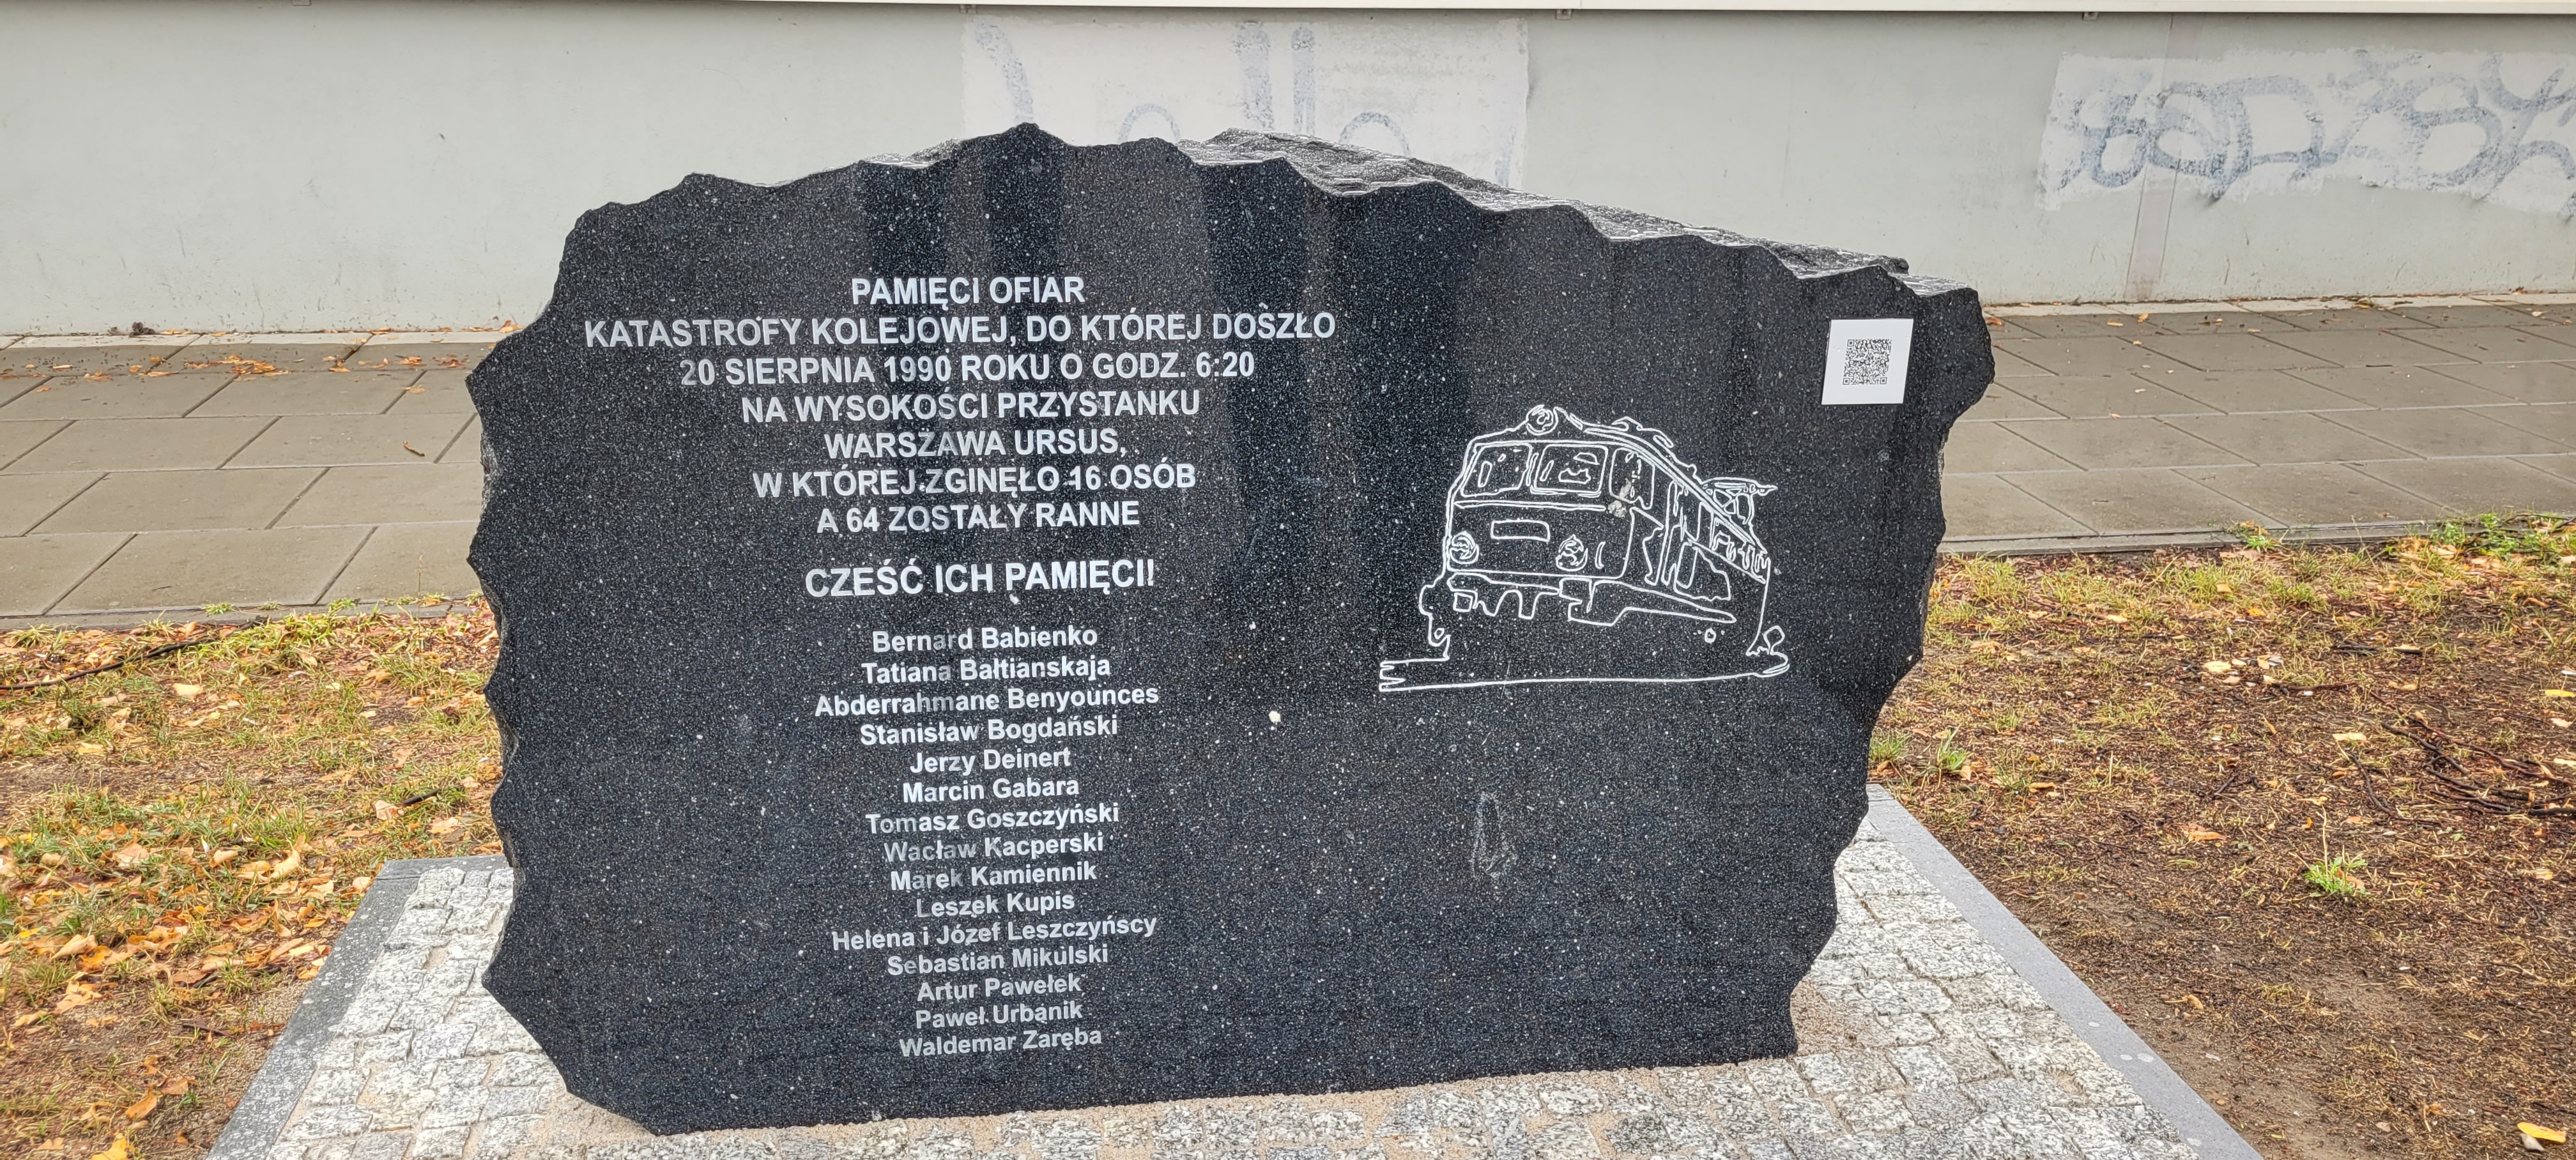 PAMIĘCI OFIAR
KATASTROFY KOLEJOWEJ, DO KTÓREJ DOSZŁO
20 SIERPNIA 1990 ROKU O GODZ. 6:20
NA WYSOKOŚCI PRZYSTANKU
WARSZAWA URSUS,
W KTÓREJ ZGINĘŁO 16 OSÓB
A 64 ZOSTAŁY RANNE
CZEŚĆ ICH PAMIĘCI!
Bernard Babienko
Tatiana Bałtianskaja
Abderrahmane Benyounces
Stanisław Bogdański
Jerzy Deinert
Marcin Gabara
Tomasz Goszczyński
Wacław Kacperski
Marek Kamiennik
Leszek Kupis
Helena i Józef Leszczyńscy
Sebastian Mikulski
Artur Pawełek
Paweł Urbanik
Waldemar Zaręba